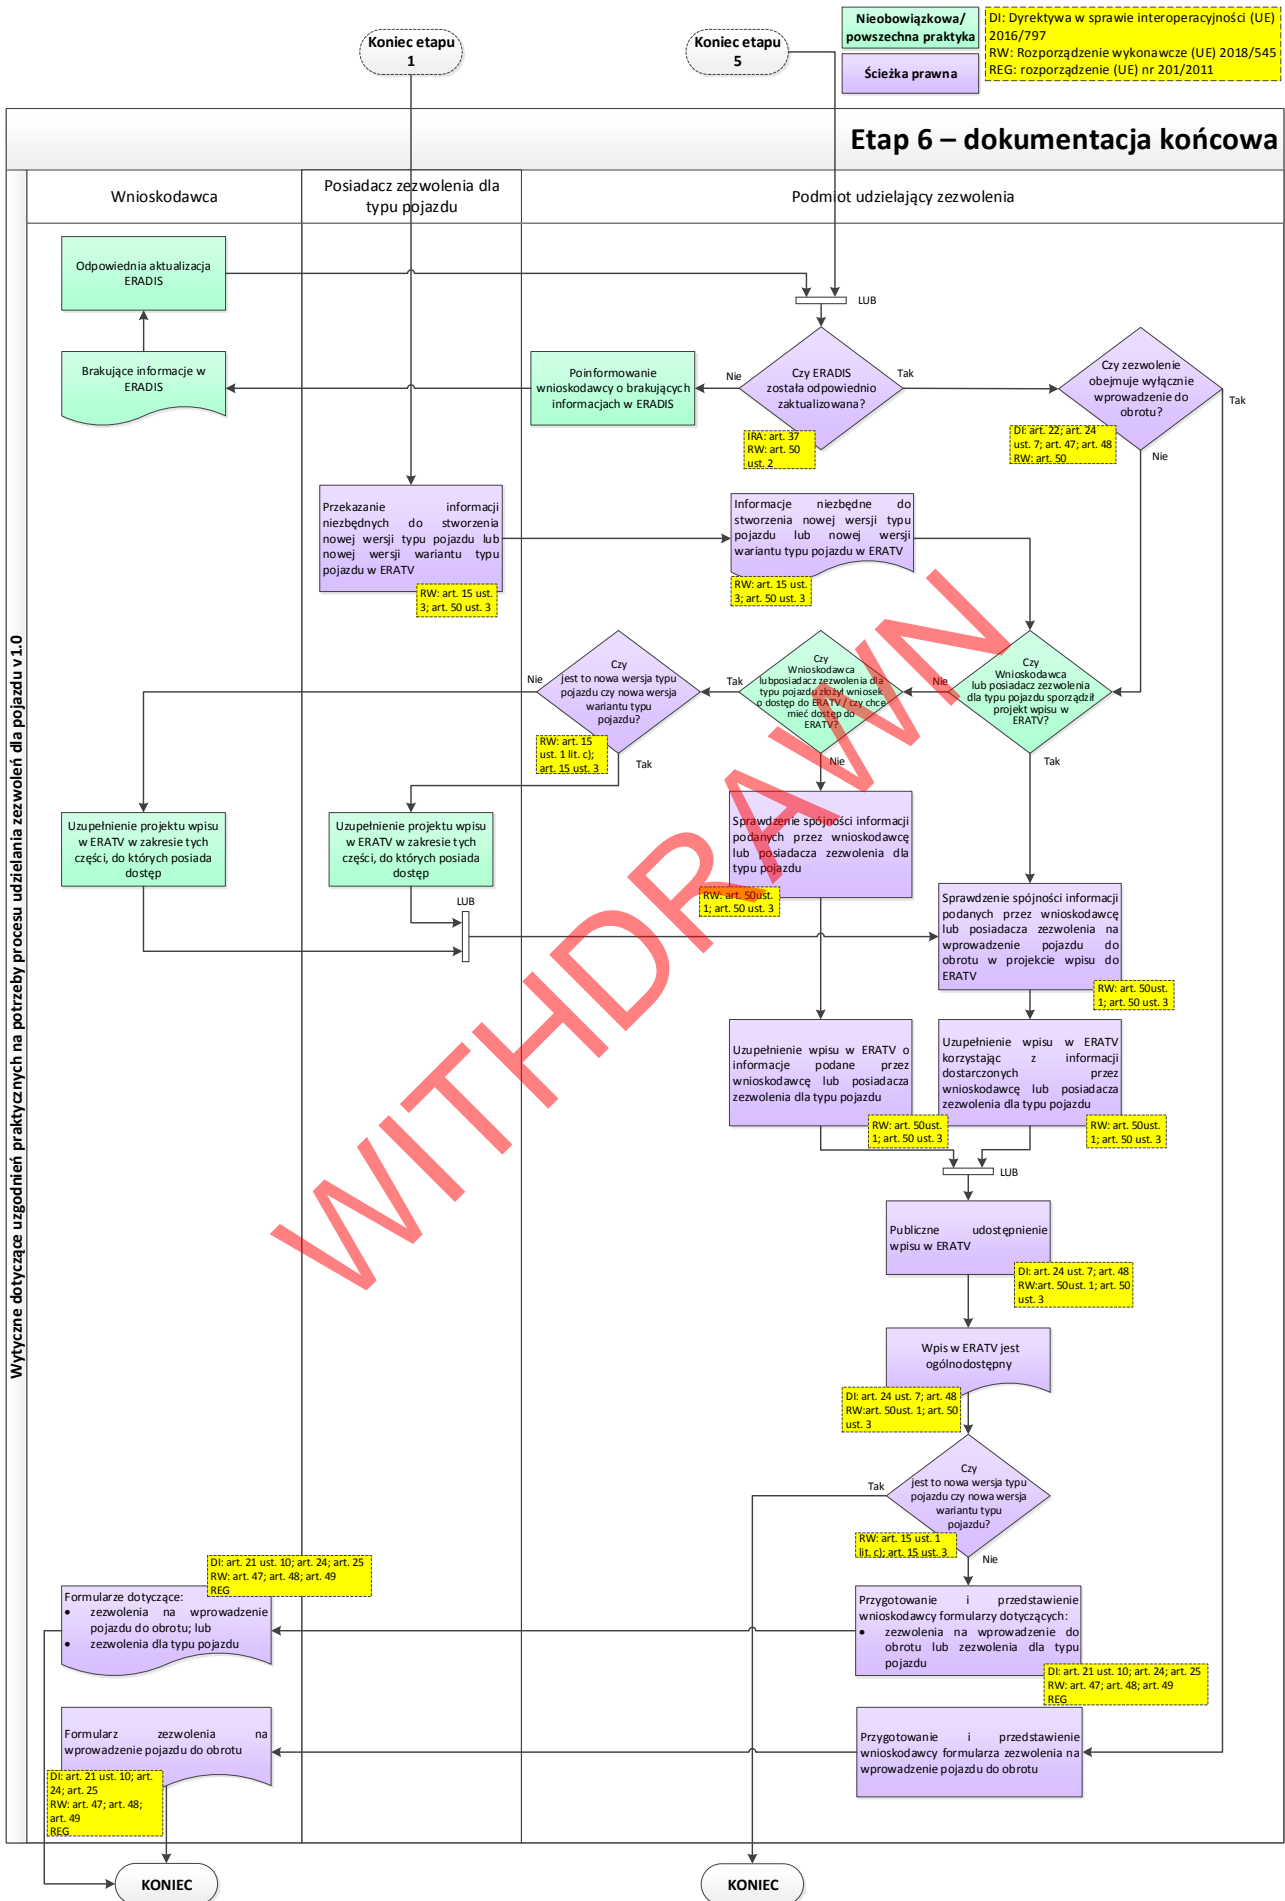 Nieobowiązkowa/
powszechna praktyka
Ścieżka prawna
DI: Dyrektywa w sprawie interoperacyjności (UE)
2016/797
RW: Rozporządzenie wykonawcze (UE) 2018/545
REG: rozporządzenie (UE) nr 201/2011
Koniec etapu
1
Koniec etapu
5
Etap 6 – dokumentacja końcowa
Wytyczne dotyczące uzgodnień praktycznych na potrzeby procesu udzielania zezwoleń dla pojazdu v1.0
Wnioskodawca
Posiadacz zezwolenia dla
typu pojazdu
Podmiot udzielający zezwolenia
Odpowiednia aktualizacja
ERADIS
LUB
Brakujące informacje w
ERADIS
Poinformowanie
wnioskodawcy o brakujących
informacjach w ERADIS
Nie
Czy ERADIS
została odpowiednio
zaktualizowana?
Tak
IRA: art. 37
RW: art. 50
ust. 2
Czy zezwolenie
obejmuje wyłącznie
wprowadzenie do
obrotu?
Tak
DI: art. 22; art. 24
ust. 7; art. 47; art. 48
RW: art. 50
Nie
Przekazanie informacji
niezbędnych do stworzenia
nowej wersji typu pojazdu lub
nowej wersji wariantu typu
pojazdu w ERATV
RW: art. 15 ust.
3; art. 50 ust. 3
Informacje niezbędne do
stworzenia nowej wersji typu
pojazdu lub nowej wersji
wariantu typu pojazdu w ERATV
RW: art. 15 ust.
3; art. 50 ust. 3
Nie
Czy
jest to nowa wersja typu
pojazdu czy nowa wersja
wariantu typu
pojazdu?
RW: art. 15
ust. 1 lit. c);
art. 15 ust. 3
Tak
Tak
Czy
Wnioskodawca
lubposiadacz zezwolenia dla
typu pojazdu złożył wniosek
o dostęp do ERATV / czy chce
mieć dostęp do
ERATV?
Nie
Nie
Czy
Wnioskodawca
lub posiadacz zezwolenia
dla typu pojazdu sporządził
projekt wpisu w
ERATV?
Tak
Uzupełnienie projektu wpisu
w ERATV w zakresie tych
części, do których posiada
dostęp
Uzupełnienie projektu wpisu
w ERATV w zakresie tych
części, do których posiada
dostęp
LUB
Sprawdzenie spójności informacji
podanych przez wnioskodawcę
lub posiadacza zezwolenia dla
typu pojazdu
RW: art. 50ust.
1; art. 50 ust. 3
Sprawdzenie spójności informacji
podanych przez wnioskodawcę
lub posiadacza zezwolenia na
wprowadzenie pojazdu do
obrotu w projekcie wpisu do
ERATV
RW: art. 50ust.
1; art. 50 ust. 3
Uzupełnienie wpisu w ERATV o
informacje podane przez
wnioskodawcę lub posiadacza
zezwolenia dla typu pojazdu
RW: art. 50ust.
1; art. 50 ust. 3
Uzupełnienie wpisu w ERATV
korzystając z informacji
dostarczonych przez
wnioskodawcę lub posiadacza
zezwolenia dla typu pojazdu
RW: art. 50ust.
1; art. 50 ust. 3
LUB
Publiczne udostępnienie
wpisu w ERATV
DI: art. 24 ust. 7; art. 48
RW:art. 50ust. 1; art. 50
ust. 3
Wpis w ERATV jest
ogólnodostępny
DI: art. 24 ust. 7; art. 48
RW:art. 50ust. 1; art. 50
ust. 3
Tak
Czy
jest to nowa wersja typu
pojazdu czy nowa wersja
wariantu typu
pojazdu?
RW: art. 15 ust. 1
lit. c); art. 15 ust. 3
Nie
DI: art. 21 ust. 10; art. 24; art. 25
RW: art. 47; art. 48; art. 49
REG
Formularze dotyczące:
• zezwolenia na wprowadzenie
pojazdu do obrotu; lub
• zezwolenia dla typu pojazdu
Przygotowanie i przedstawienie
wnioskodawcy formularzy dotyczących:
• zezwolenia na wprowadzenie do
obrotu lub zezwolenia dla typu
pojazdu
DI: art. 21 ust. 10; art. 24; art. 25
RW: art. 47; art. 48; art. 49
REG
Formularz zezwolenia na
wprowadzenie pojazdu do obrotu
DI: art. 21 ust. 10; art.
24; art. 25
RW: art. 47; art. 48;
art. 49
REG
Przygotowanie i przedstawienie
wnioskodawcy formularza zezwolenia na
wprowadzenie pojazdu do obrotu
KONIEC
KONIEC
WITHDRAWN